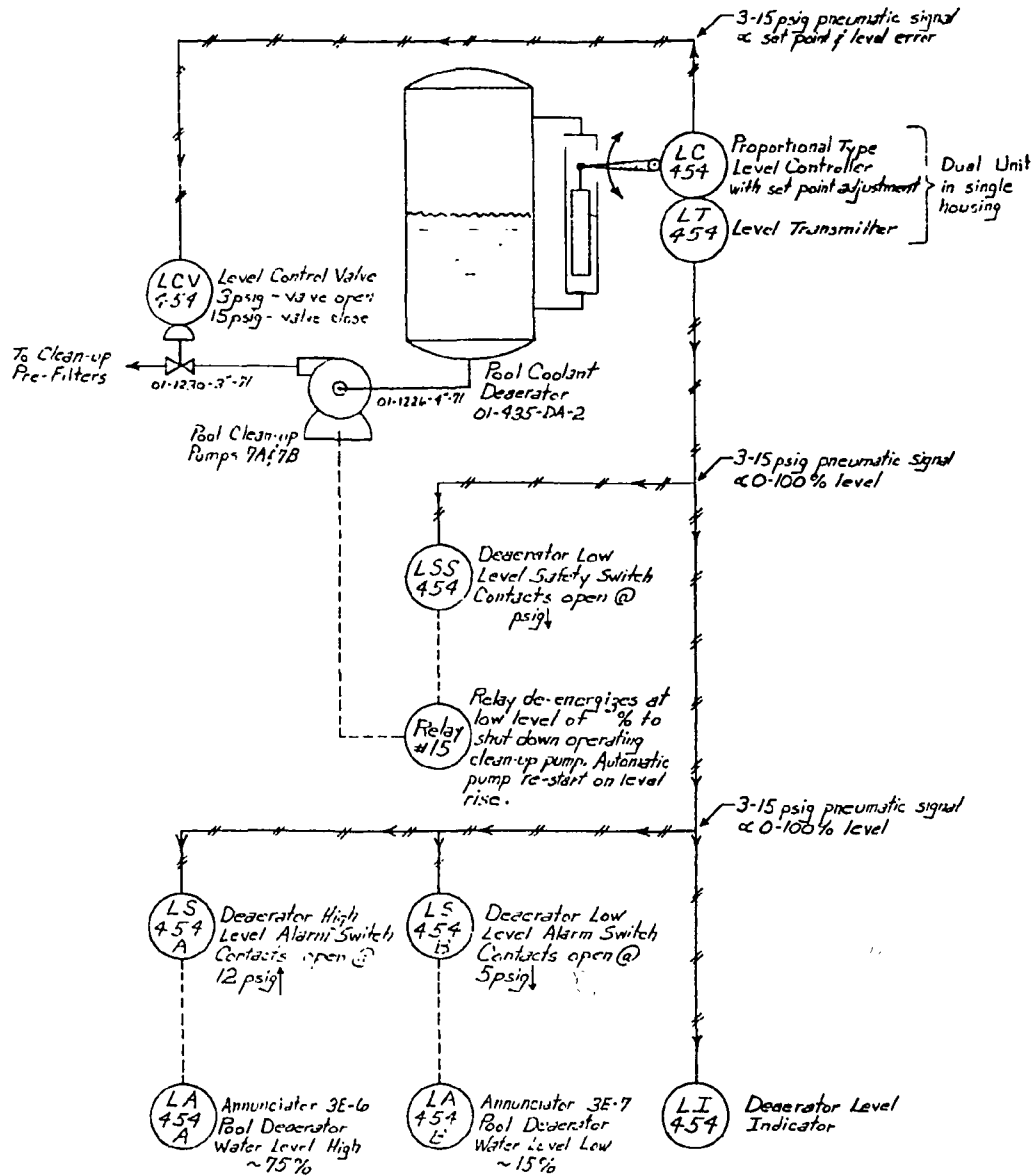 3-15 psig pneumatic signal
∝ set point & level error
LC
454
Proportional Type
Level Controller
with set point adjustment
Dual Unit
in single
housing
LT
454
Level Transmitter
LCV
454
Level Control Valve
3psig - valve open
15psig - valve close
To Clean-up
Pre-Filters
01-1230-3"-71
01-1226-4"-71
Pool Coolant
Deaerator
01-435-DA-2
Pool Clean-up
Pumps 7A&7B
3-15 psig pneumatic signal
∝ 0-100% level
LSS
454
Deaerator Low
Level Safety Switch
Contacts open @
psig↓
Relay
#15
Relay de-energizes at
low level of % to
shut down operating
clean-up pump. Automatic
pump re-start on level
rise.
3-15 psig pneumatic signal
∝ 0-100% level
LS
454
A
Deaerator High
Level Alarm Switch
Contacts open @
12 psig↑
LS
454
B
Deaerator Low
Level Alarm Switch
Contacts open @
5psig↓
LA
454
A
Annunciator 3E-6
Pool Deaerator
Water Level High
~75%
LA
454
B
Annunciator 3E-7
Pool Deaerator
Water Level Low
~15%
LI
454
Deaerator Level
Indicator